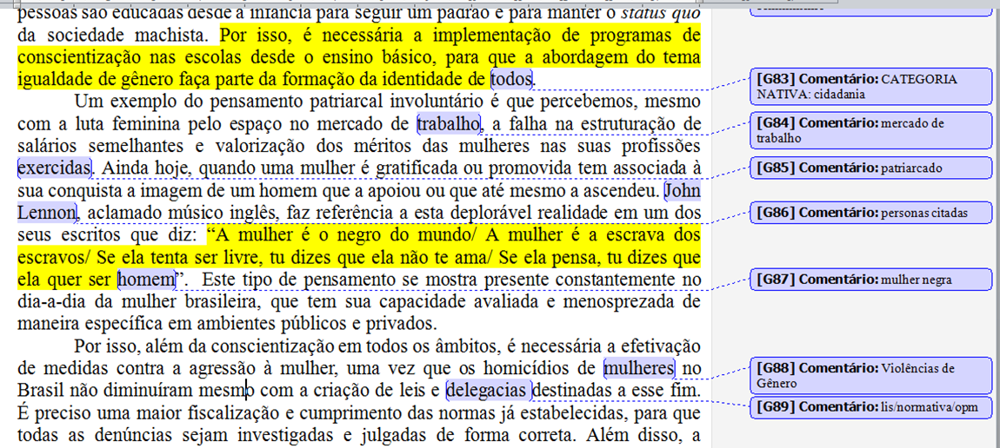 pessoas são educadas desde a infância para seguir um padrão e para manter o status quo
da sociedade machista. Por isso, é necessária a implementação de programas de
conscientização nas escolas desde o ensino básico, para que a abordagem do tema
igualdade de gênero faça parte da formação da identidade de todos.
Um exemplo do pensamento patriarcal involuntário é que percebemos, mesmo
com a luta feminina pelo espaço no mercado de trabalho, a falha na estruturação de
salários semelhantes e valorização dos méritos das mulheres nas suas profissões
exercidas. Ainda hoje, quando uma mulher é gratificada ou promovida tem associada à
sua conquista a imagem de um homem que a apoiou ou que até mesmo a ascendeu. John
Lennon, aclamado músico inglês, faz referência a esta deplorável realidade em um dos
seus escritos que diz: “A mulher é o negro do mundo/ A mulher é a escrava dos
escravos/ Se ela tenta ser livre, tu dizes que ela não te ama/ Se ela pensa, tu dizes que
ela quer ser homem”. Este tipo de pensamento se mostra presente constantemente no
dia-a-dia da mulher brasileira, que tem sua capacidade avaliada e menosprezada de
maneira específica em ambientes públicos e privados.
Por isso, além da conscientização em todos os âmbitos, é necessária a efetivação
de medidas contra a agressão à mulher, uma vez que os homicídios de mulheres no
Brasil não diminuíram mesmo com a criação de leis e delegacias destinadas a esse fim.
É preciso uma maior fiscalização e cumprimento das normas já estabelecidas, para que
todas as denúncias sejam investigadas e julgadas de forma correta. Além disso, a
[G83] Comentário: CATEGORIA
NATIVA: cidadania
[G84] Comentário: mercado de
trabalho
[G85] Comentário: patriarcado
[G86] Comentário: personas citadas
[G87] Comentário: mulher negra
[G88] Comentário: Violências de
Gênero
[G89] Comentário: lis/normativa/opm